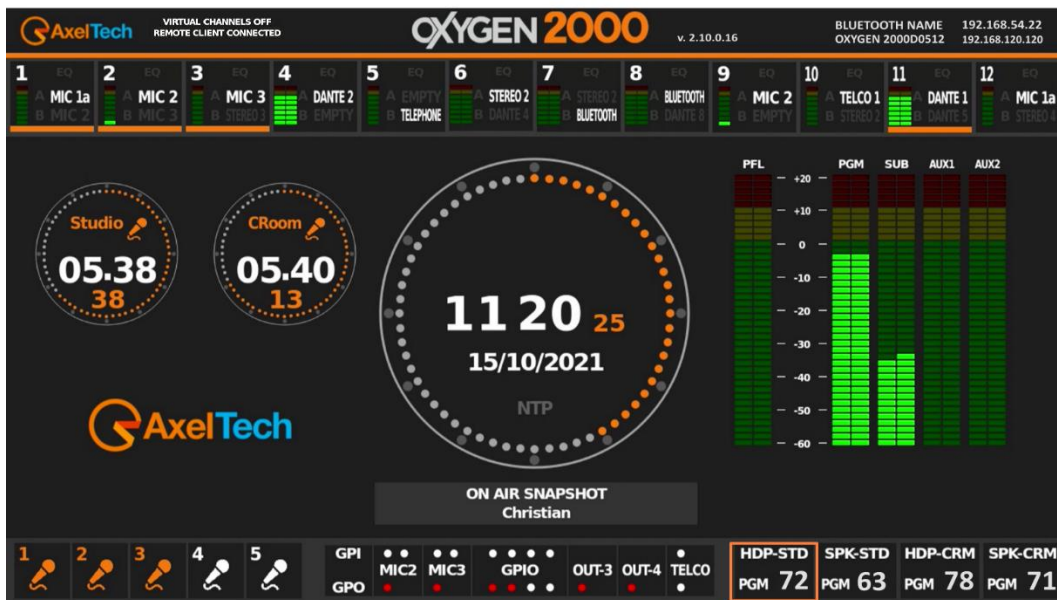 AxelTech
VIRTUAL CHANNELS OFF
REMOTE CLIENT CONNECTED
OXYGEN 2000
v. 2.10.0.16
BLUETOOTH NAME 192.168.54.22
OXYGEN 2000D0512 192.168.120.120
1 EQ
A MIC 1a
B MIC 2
2 EQ
A MIC 2
B MIC 3
3 EQ
A MIC 3
B STEREO 3
4 EQ
A DANTE 2
B EMPTY
5 EQ
A EMPTY
B TELEPHONE
6 EQ
A STEREO 2
B DANTE 4
7 EQ
A STEREO 2
B BLUETOOTH
8 EQ
A BLUETOOTH
B DANTE 8
9 EQ
A MIC 2
B EMPTY
10 EQ
A TELCO 1
B STEREO 2
11 EQ
A DANTE 1
B DANTE 5
12 EQ
A MIC 1a
B STEREO 4
Studio
05.38
38
CRoom
05.40
13
11 20 25
15/10/2021
NTP
AxelTech
ON AIR SNAPSHOT
Christian
PFL PGM SUB AUX1 AUX2
+20
+10
0
-10
-20
-30
-40
-50
-60
1 2 3 4 5
GPI
MIC2 MIC3 GPIO OUT-3 OUT-4 TELCO
GPO
HDP-STD SPK-STD HDP-CRM SPK-CRM
PGM 72 PGM 63 PGM 78 PGM 71